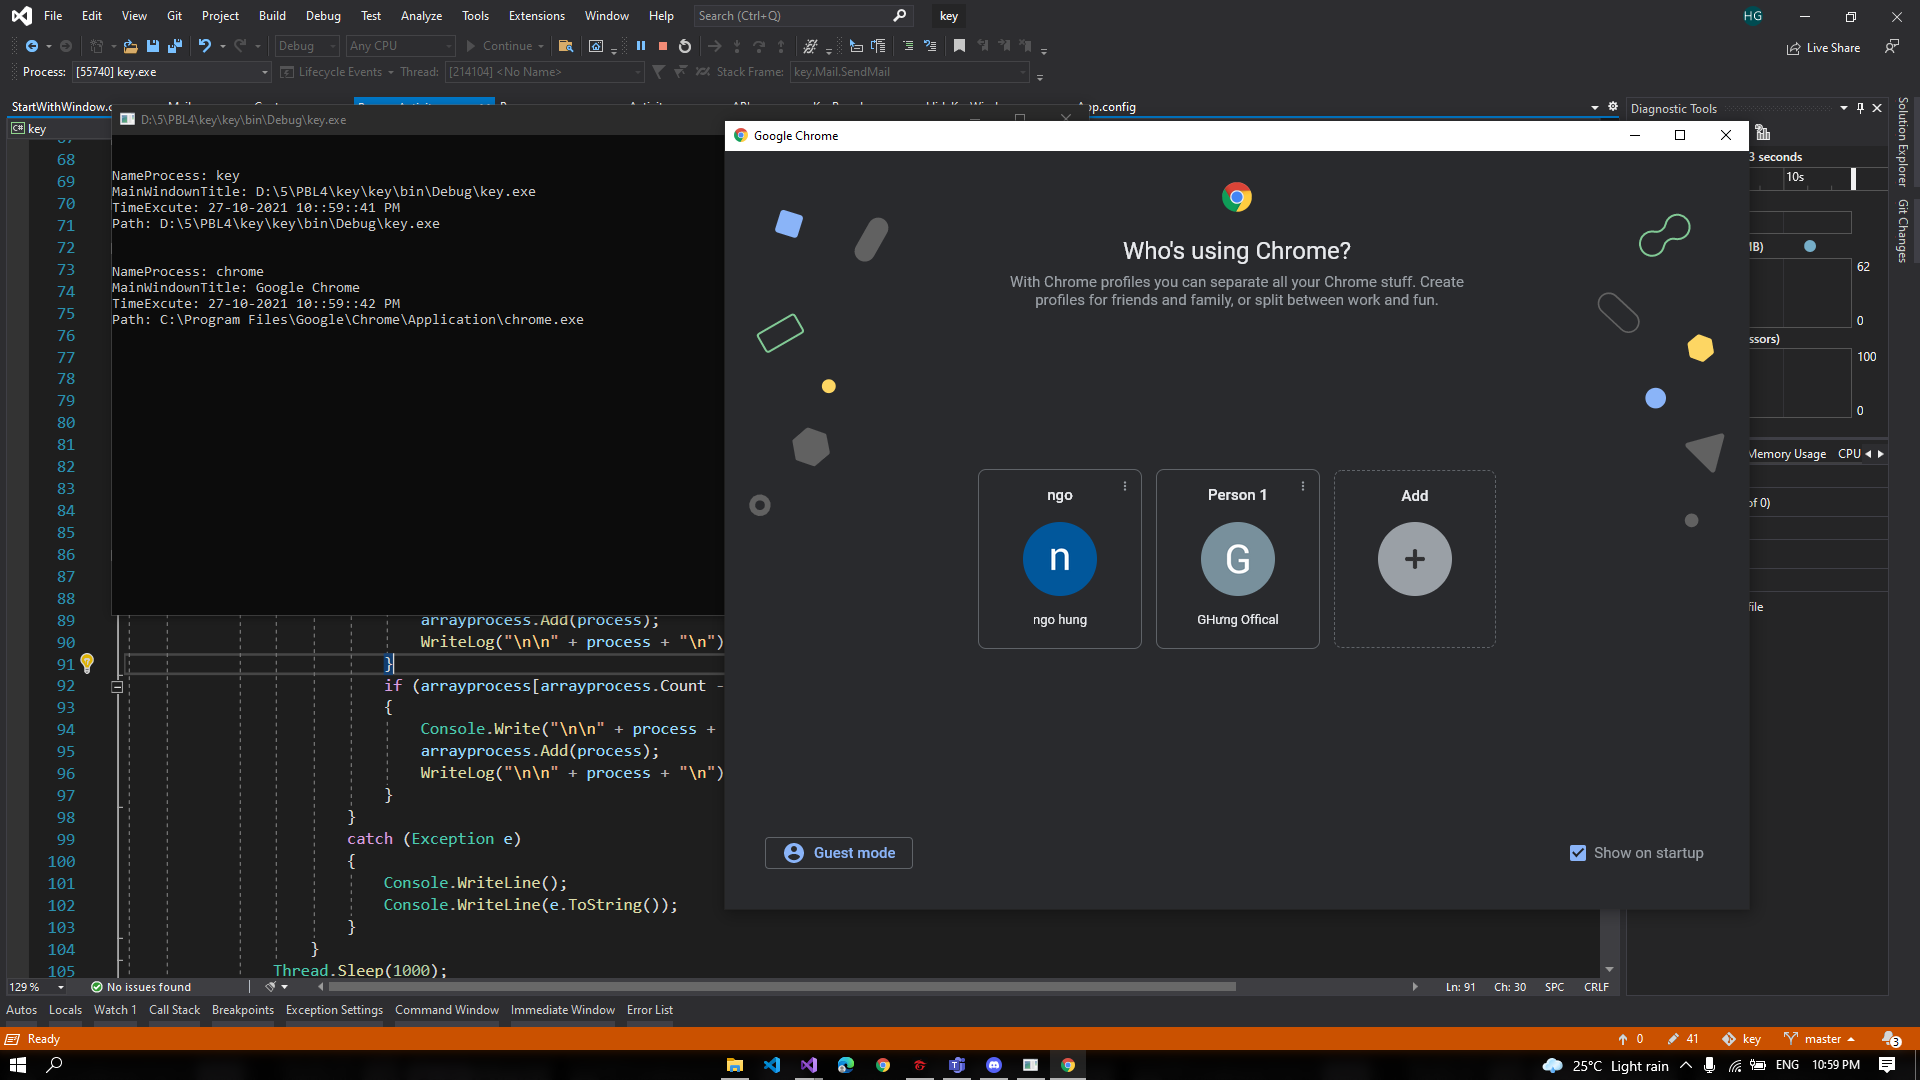 File Edit View Git Project Build Debug Test Analyze Tools Extensions Window Help Search (Ctrl+Q) key HG
Debug Any CPU Continue Live Share
Process: [55740] key.exe Lifecycle Events Thread: [214104] <No Name> Stack Frame: key.Mail.SendMail
StartWithWindow.c App.config Diagnostic Tools
key
D:\5\PBL4\key\key\bin\Debug\key.exe
NameProcess: key
MainWindownTitle: D:\5\PBL4\key\key\bin\Debug\key.exe
TimeExcute: 27-10-2021 10::59::41 PM
Path: D:\5\PBL4\key\key\bin\Debug\key.exe
NameProcess: chrome
MainWindownTitle: Google Chrome
TimeExcute: 27-10-2021 10::59::42 PM
Path: C:\Program Files\Google\Chrome\Application\chrome.exe
Google Chrome
Who's using Chrome?
With Chrome profiles you can separate all your Chrome stuff. Create
profiles for friends and family, or split between work and fun.
ngo
n
ngo hung
Person 1
G
GHưng Offical
Add
Guest mode
Show on startup
3 seconds
10s
MB)
62
0
ssors)
100
0
Memory Usage CPU
of 0)
file
Solution Explorer
Git Changes
68
69
70
71
72
73
74
75
76
77
78
79
80
81
82
83
84
85
86
87
88
89 arrayprocess.Add(process);
90 WriteLog("\n\n" + process + "\n")
91 }
92 if (arrayprocess[arrayprocess.Count -
93 {
94 Console.Write("\n\n" + process +
95 arrayprocess.Add(process);
96 WriteLog("\n\n" + process + "\n")
97 }
98 }
99 catch (Exception e)
100 {
101 Console.WriteLine();
102 Console.WriteLine(e.ToString());
103 }
104 }
105 Thread.Sleep(1000);
129 % No issues found Ln: 91 Ch: 30 SPC CRLF
Autos Locals Watch 1 Call Stack Breakpoints Exception Settings Command Window Immediate Window Error List
Ready 0 41 key master 3
25°C Light rain ENG 10:59 PM